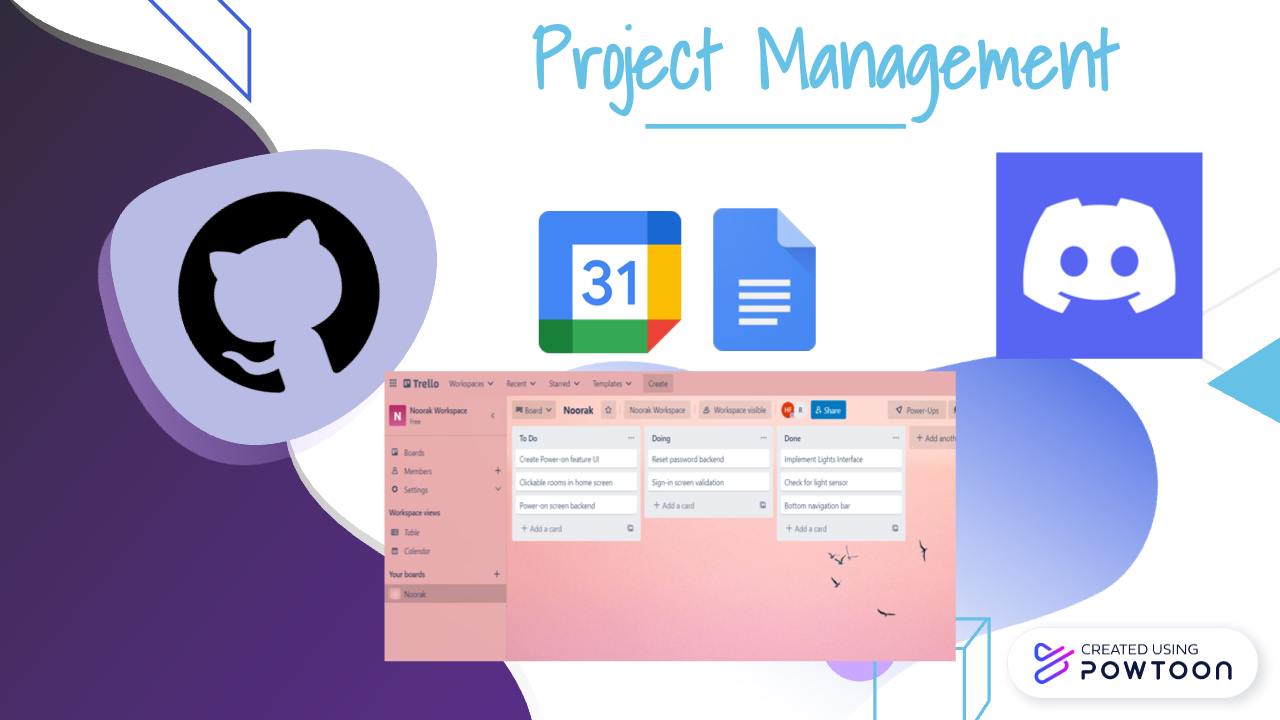 Project Management
31
Trello Workspaces Recent Starred Templates Create
N Noorak Workspace
Free
Board Noorak Noorak Workspace Workspace visible HF R Share Power-Ups
Boards
Members +
Settings
Workspace views
Table
Calendar
Your boards +
Noorak
To Do ...
Create Power-on feature UI
Clickable rooms in home screen
Power-on screen backend
+ Add a card
Doing ...
Reset password backend
Sign-in screen validation
+ Add a card
Done ...
Implement Lights Interface
Check for light sensor
Bottom navigation bar
+ Add a card
+ Add anoth
CREATED USING
POWTOON